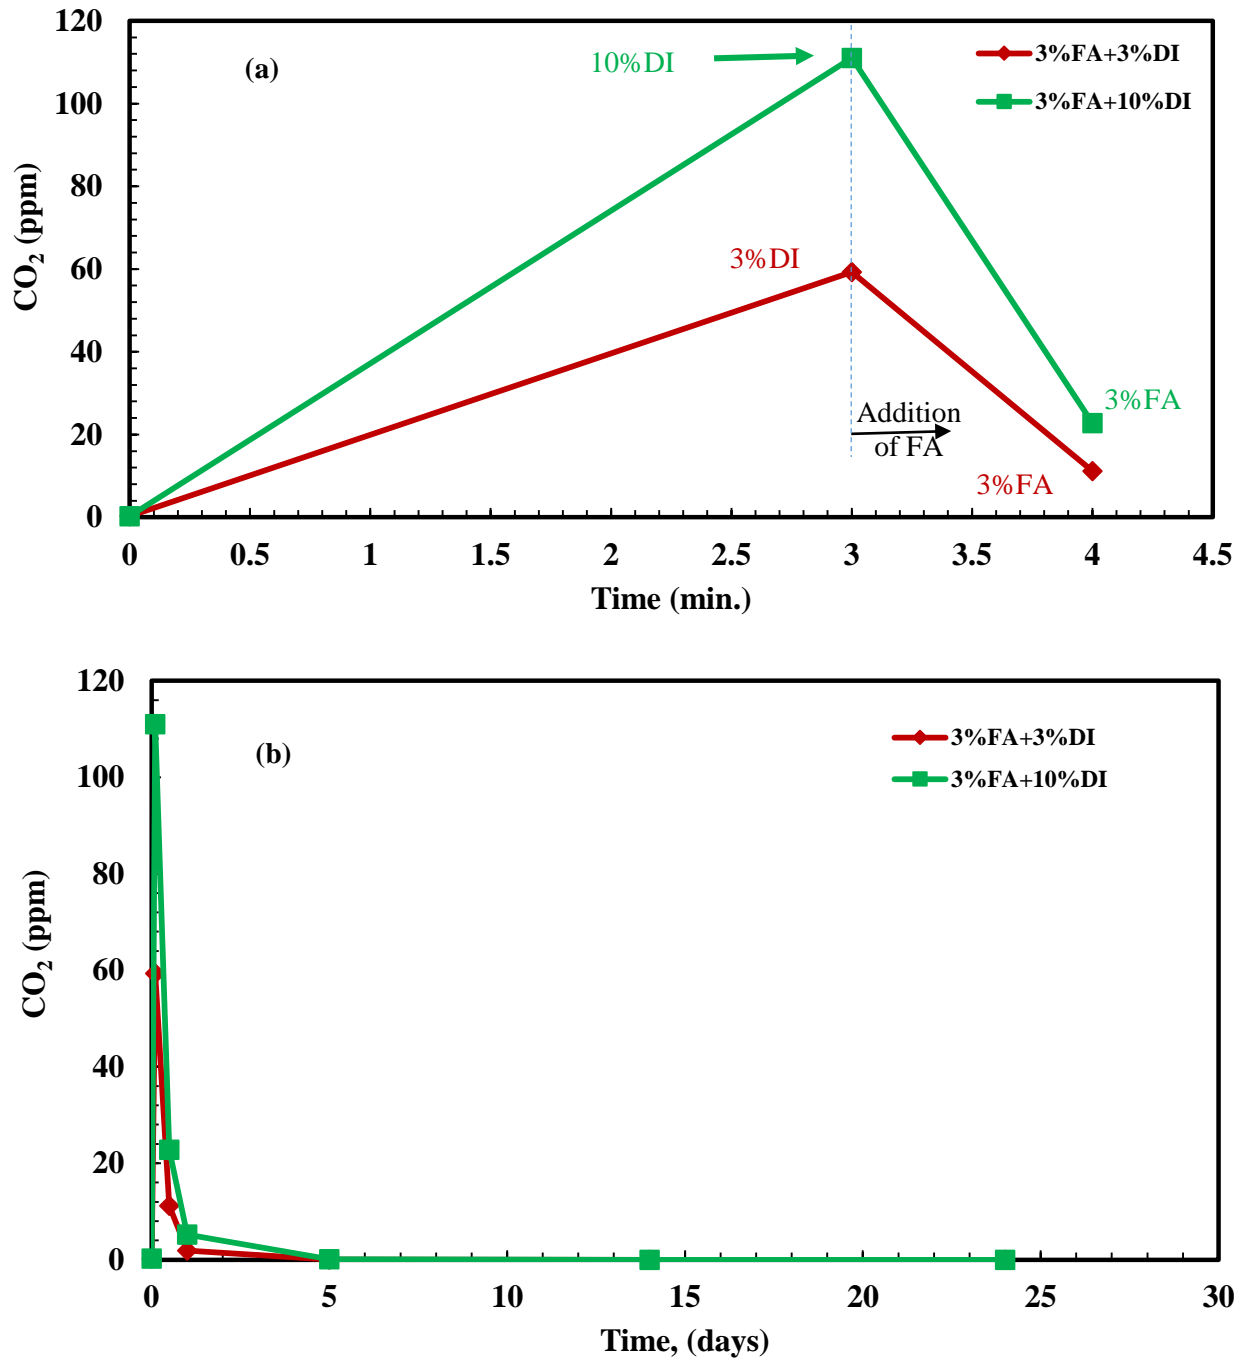 120
100
80
60
40
20
0
CO₂ (ppm)
(a)
10%DI
3%FA+3%DI
3%FA+10%DI
3%DI
Addition
of FA
3%FA
3%FA
0 0.5 1 1.5 2 2.5 3 3.5 4 4.5
Time (min.)
120
100
80
60
40
20
0
CO₂ (ppm)
(b)
3%FA+3%DI
3%FA+10%DI
0 5 10 15 20 25 30
Time, (days)